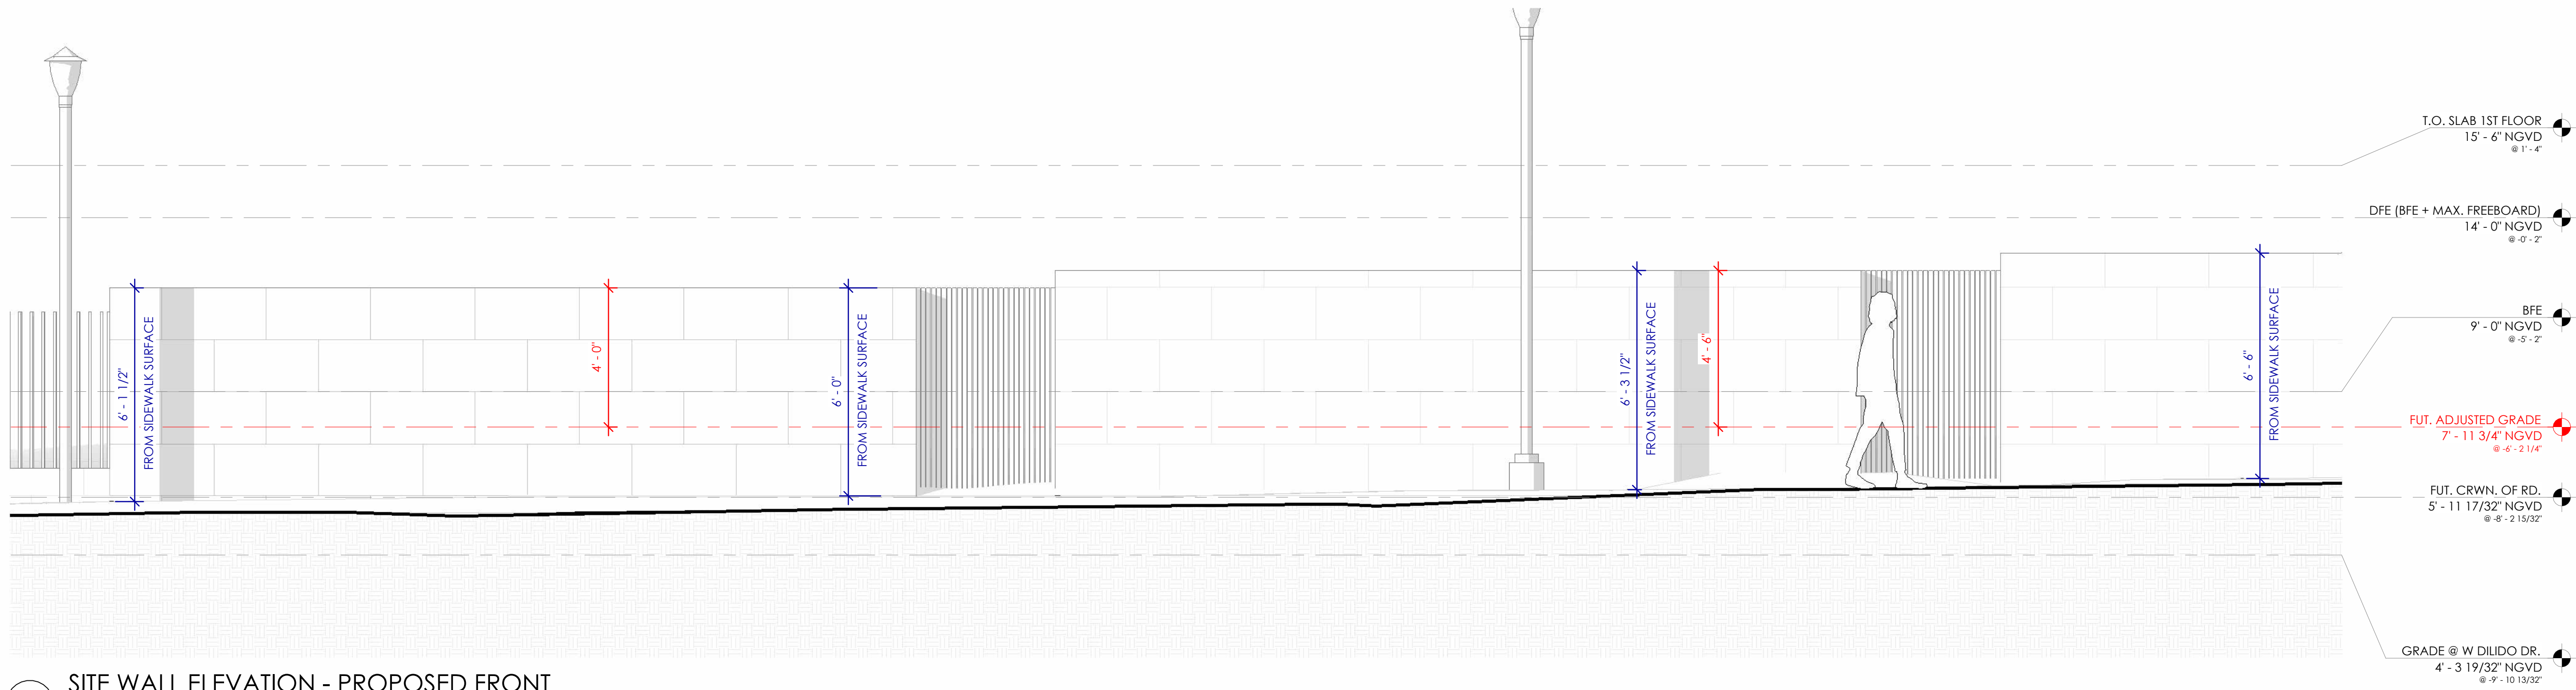 T.O. SLAB 1ST FLOOR
15' - 6" NGVD
@ 1' - 4"
DFE (BFE + MAX. FREEBOARD)
14' - 0" NGVD
@ -0' - 2"
BFE
9' - 0" NGVD
@ -5' - 2"
FUT. ADJUSTED GRADE
7' - 11 3/4" NGVD
@ -6' - 2 1/4"
FUT. CRWN. OF RD.
5' - 11 17/32" NGVD
@ -8' - 2 15/32"
GRADE @ W DILIDO DR.
4' - 3 19/32" NGVD
@ -9' - 10 13/32"
6' - 1 1/2"
FROM SIDEWALK SURFACE
4' - 0"
6' - 0"
FROM SIDEWALK SURFACE
6' - 3 1/2"
FROM SIDEWALK SURFACE
4' - 6"
6' - 6"
FROM SIDEWALK SURFACE
SITE WALL ELEVATION - PROPOSED FRONT